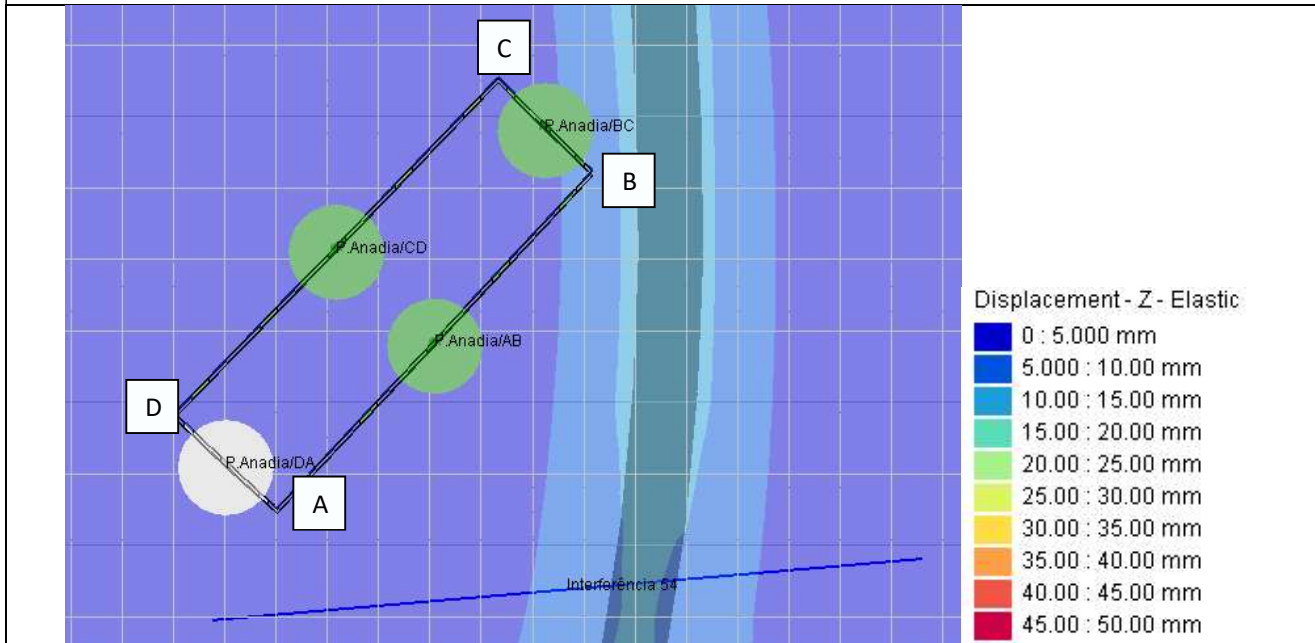 C
P.Anadia/BC
B
P.Anadia/CD
P.Anadia/AB
D
P.Anadia/DA
A
Interferência 54
Displacement - Z - Elastic
0 : 5.000 mm
5.000 : 10.00 mm
10.00 : 15.00 mm
15.00 : 20.00 mm
20.00 : 25.00 mm
25.00 : 30.00 mm
30.00 : 35.00 mm
35.00 : 40.00 mm
40.00 : 45.00 mm
45.00 : 50.00 mm